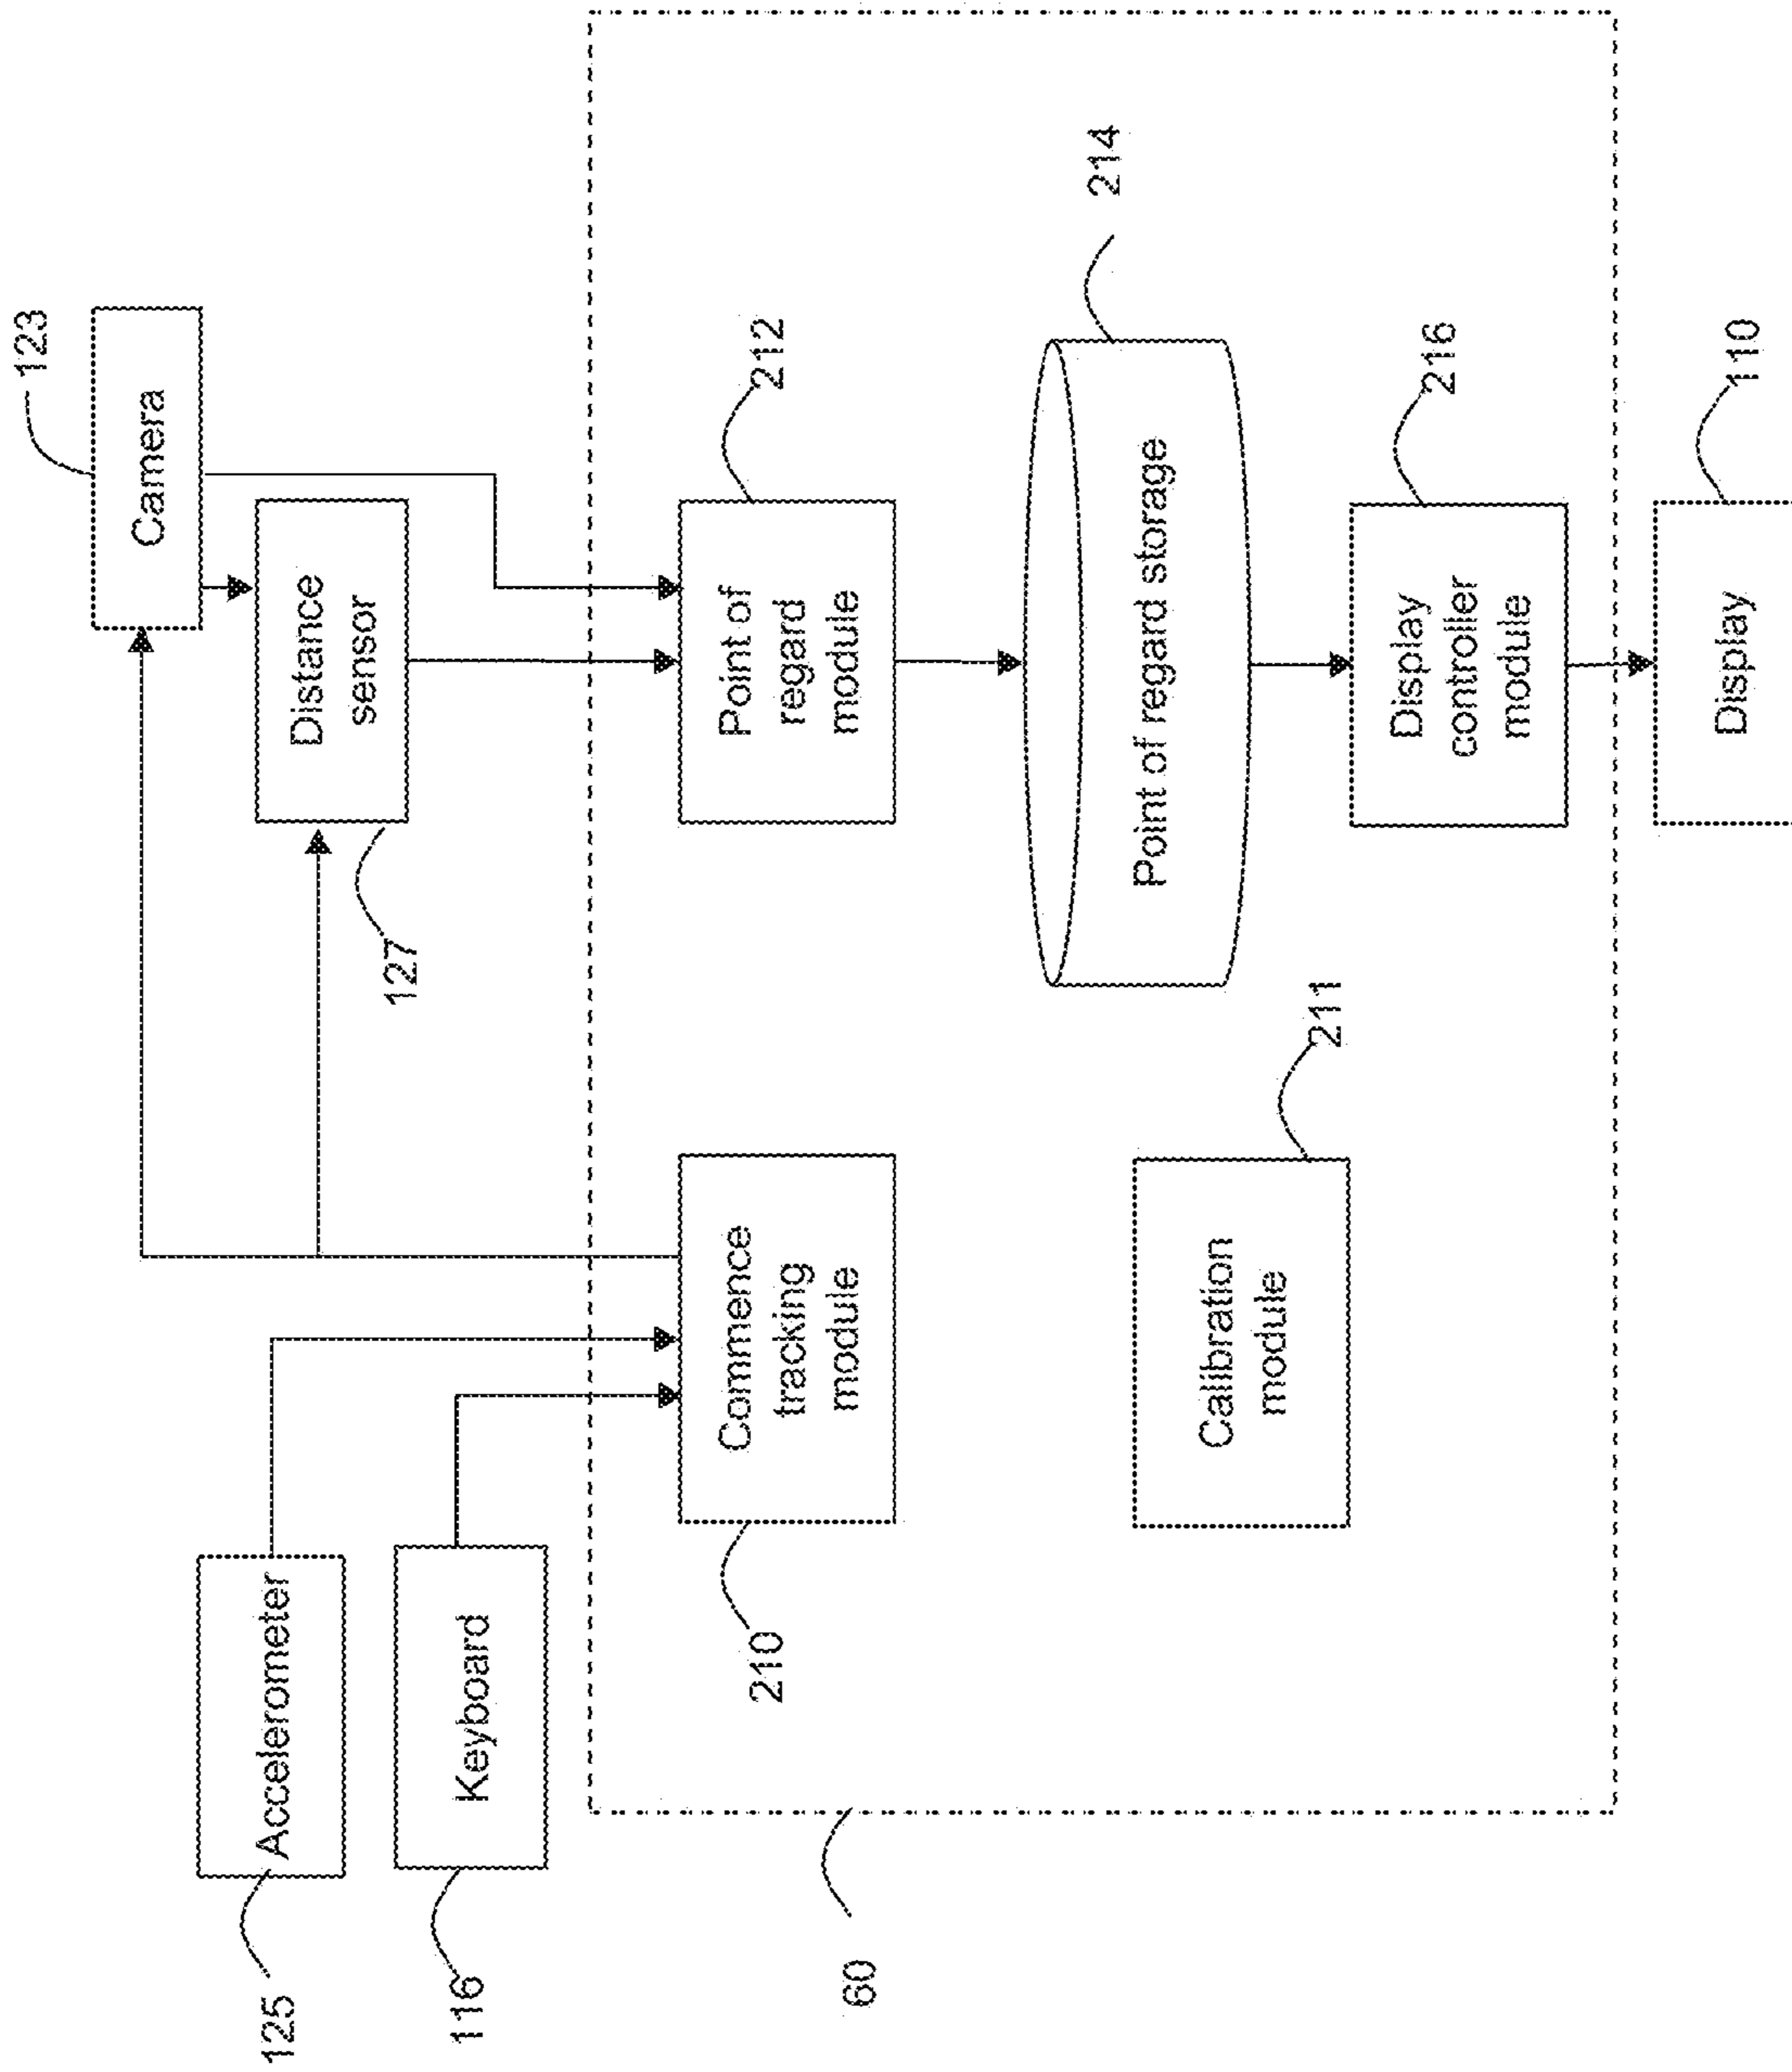 123
Camera
125
Accelerometer
Distance
sensor
127
116
Keyboard
210
Commence
tracking
module
Point of
regard
module
212
60
214
Point of regard storage
Calibration
module
211
Display
controller
module
216
Display
110